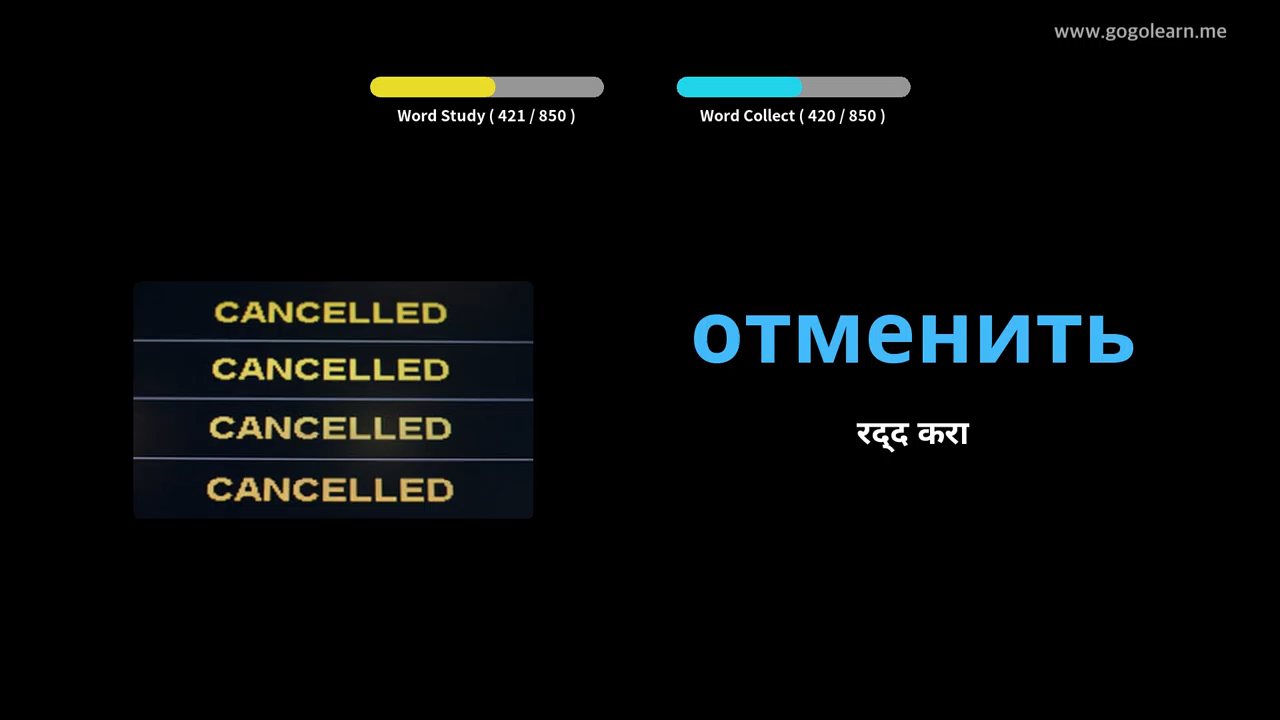 www.gogolearn.me
Word Study ( 421 / 850 )
Word Collect ( 420 / 850 )
CANCELLED
CANCELLED
CANCELLED
CANCELLED
отменить
रद्द करा